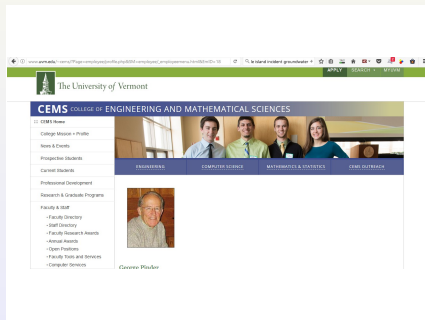 APPLY SEARCH MYUVM
The University of Vermont
CEMS COLLEGE OF ENGINEERING AND MATHEMATICAL SCIENCES
CEMS Home
College Mission + Profile
News & Events
Prospective Students
Current Students
Professional Development
Research & Graduate Programs
Faculty & Staff
• Faculty Directory
• Staff Directory
• Faculty Research Awards
• Annual Awards
• Open Positions
• Faculty Tools and Services
• Computer Services
ENGINEERING COMPUTER SCIENCE MATHEMATICS & STATISTICS CEMS OUTREACH
George Pinder